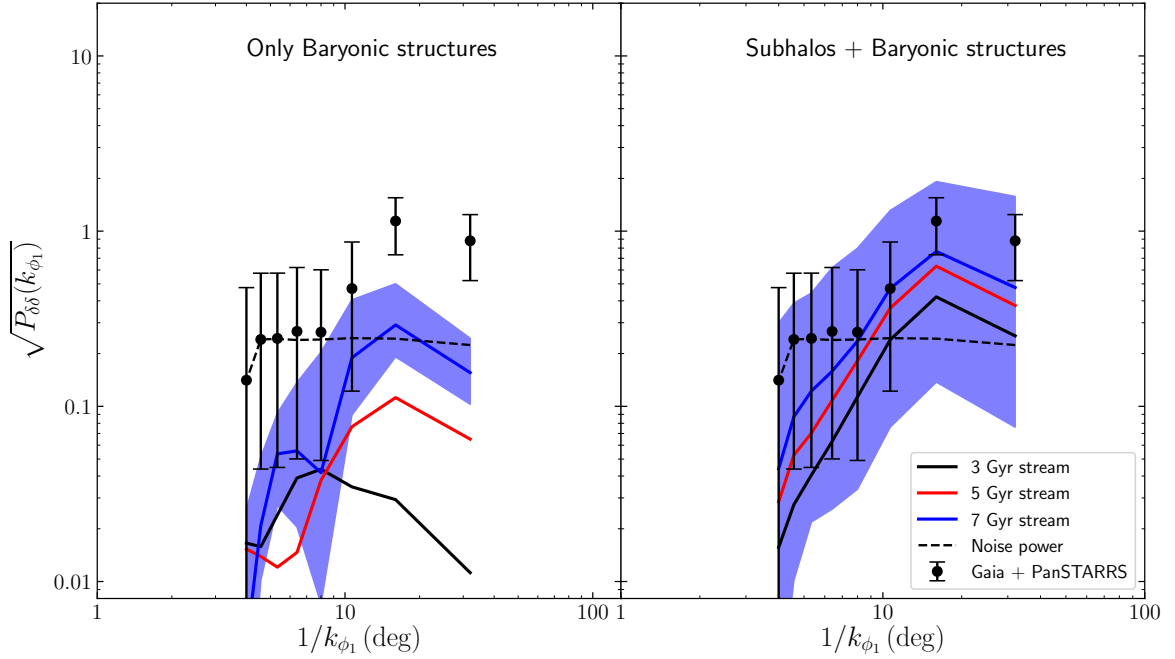 Only Baryonic structures
Subhalos + Baryonic structures
10
1
0.1
0.01
√P_δδ(k_ϕ₁)
1
10
100
1
10
100
1/k_ϕ₁ (deg)
1/k_ϕ₁ (deg)
3 Gyr stream
5 Gyr stream
7 Gyr stream
Noise power
Gaia + PanSTARRS